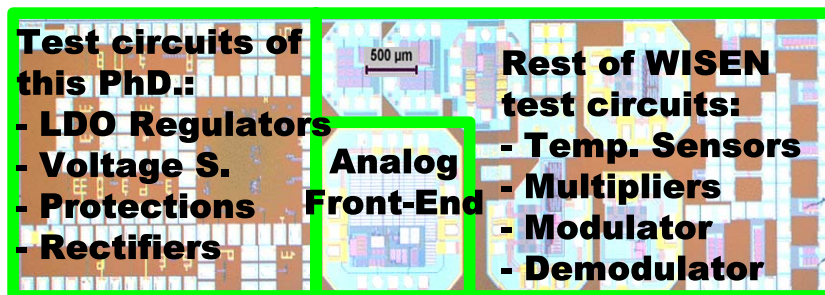 Test circuits of
this PhD.:
- LDO Regulators
- Voltage S.
- Protections
- Rectifiers
500 µm
Analog
Front-End
Rest of WISEN
test circuits:
- Temp. Sensors
- Multipliers
- Modulator
- Demodulator